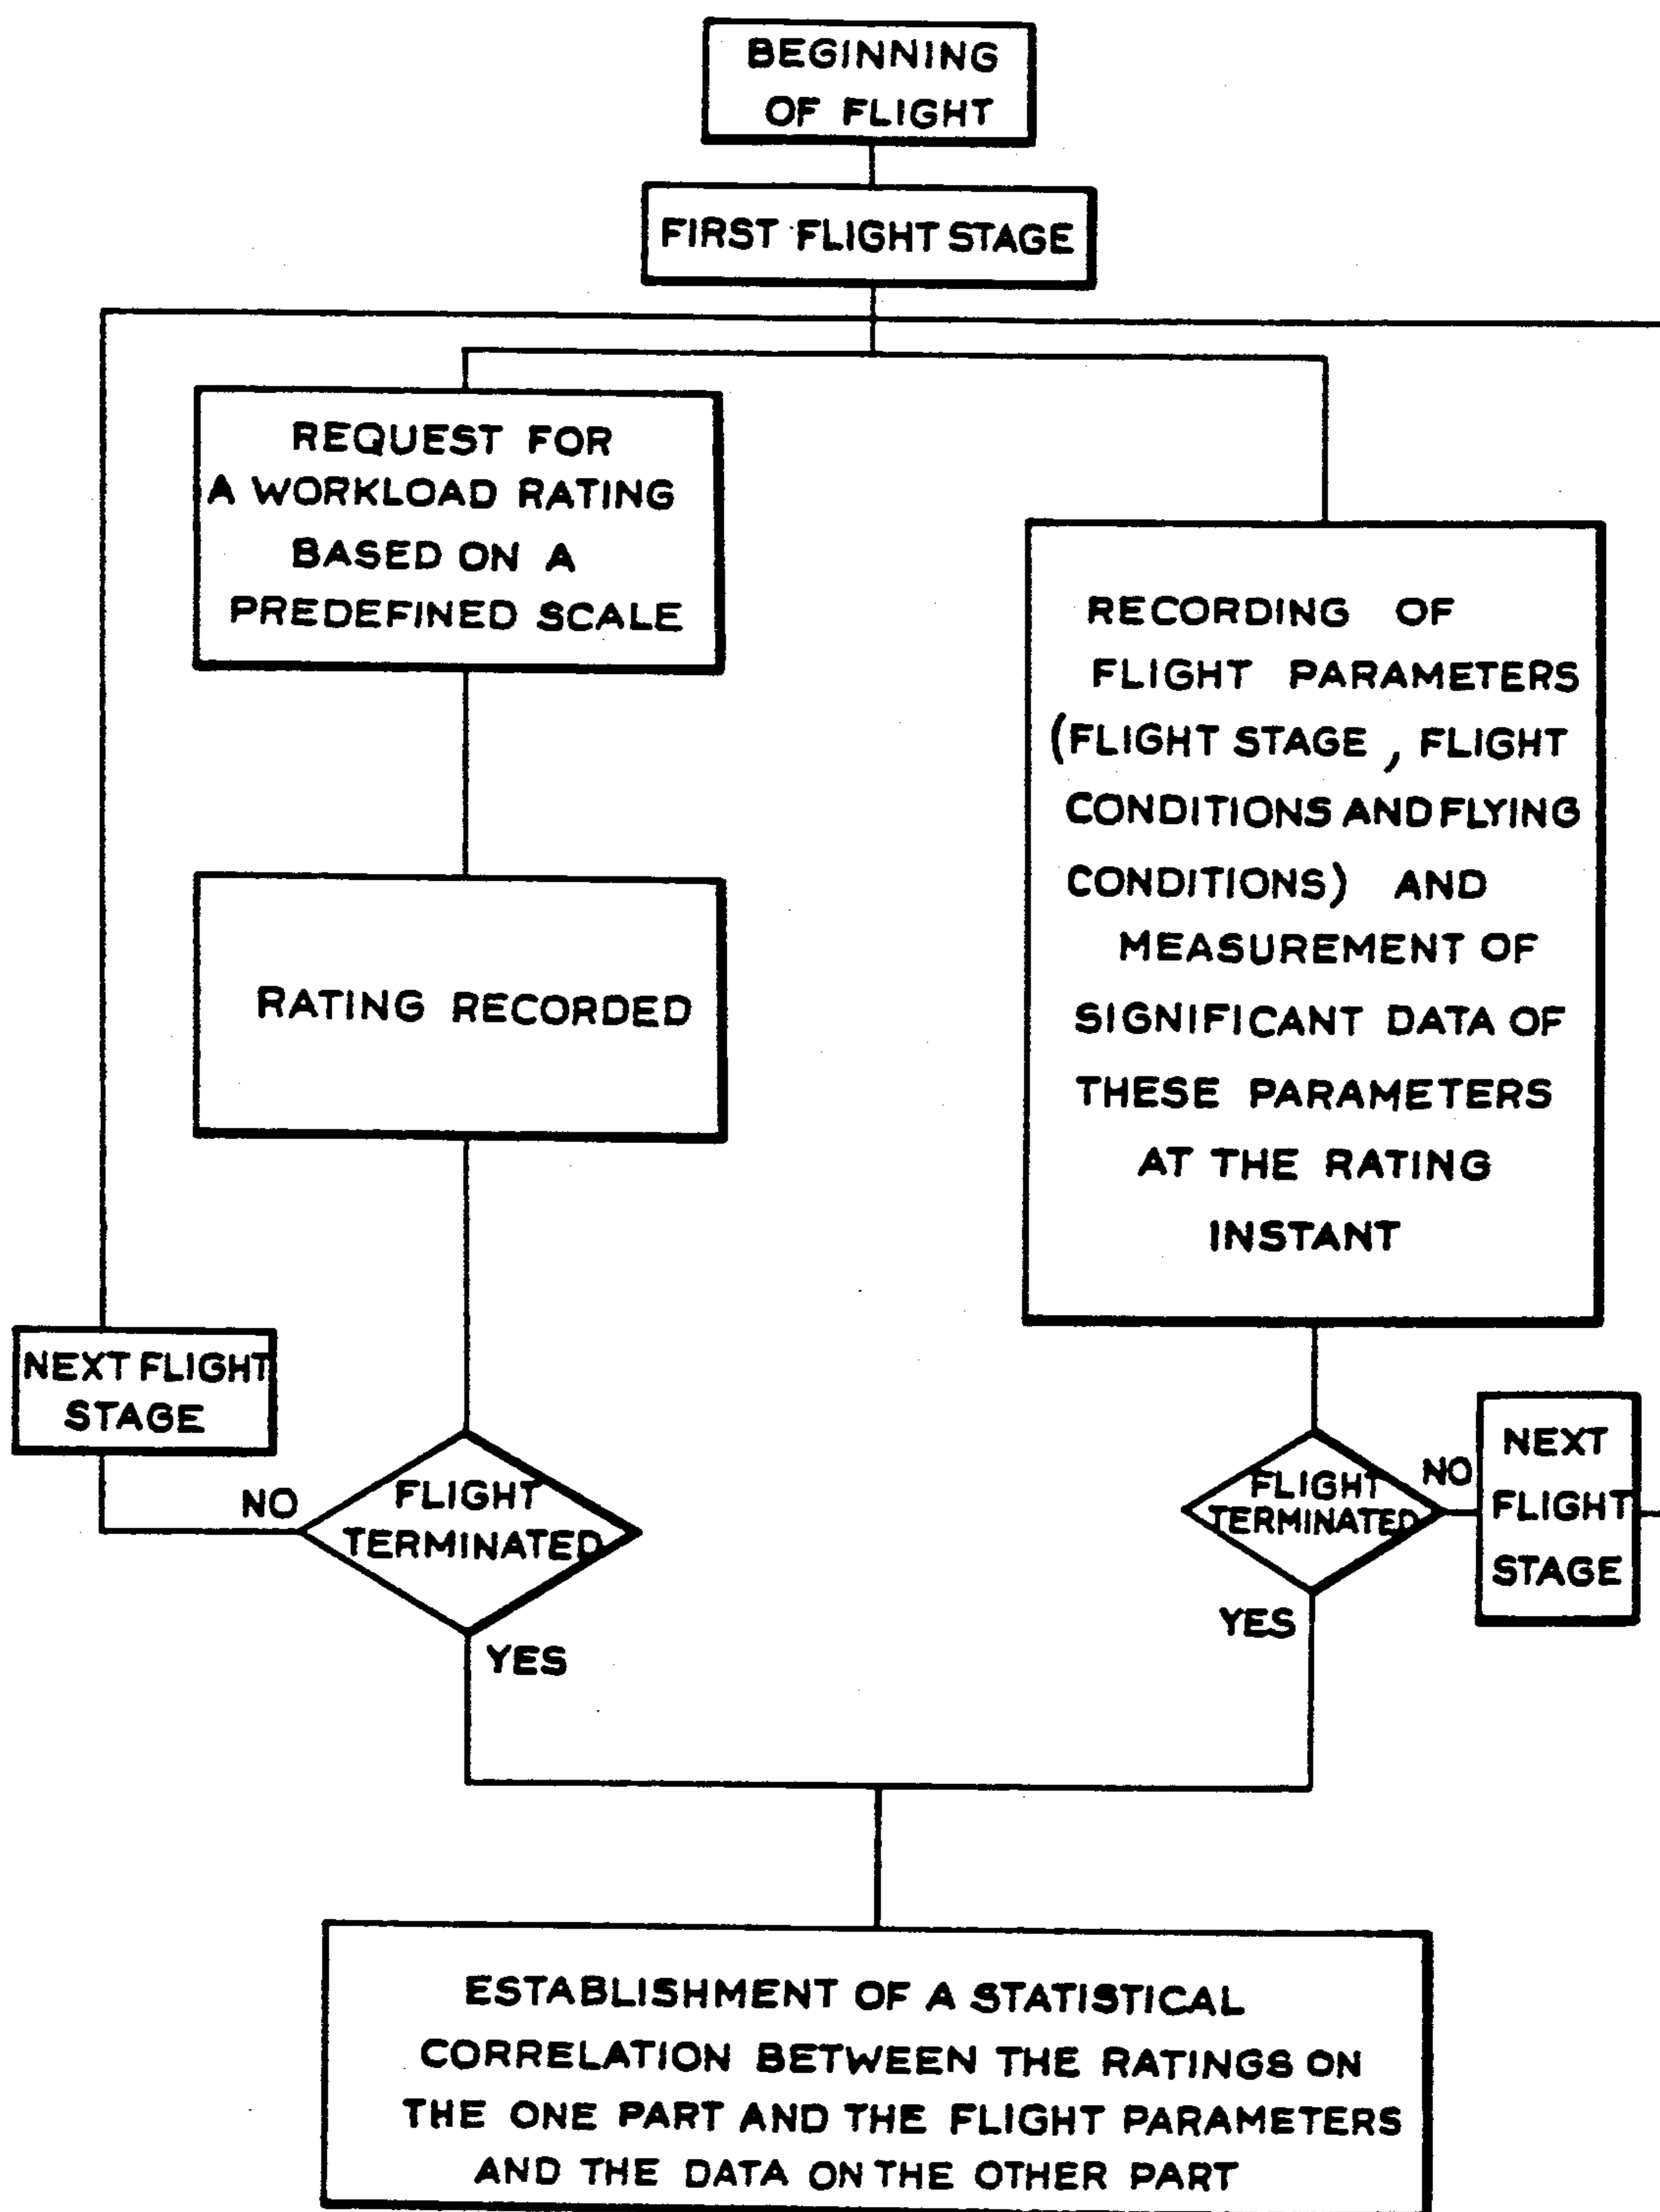 BEGINNING
OF FLIGHT
FIRST FLIGHT STAGE
REQUEST FOR
A WORKLOAD RATING
BASED ON A
PREDEFINED SCALE
RATING RECORDED
RECORDING OF
FLIGHT PARAMETERS
(FLIGHT STAGE, FLIGHT
CONDITIONS AND FLYING
CONDITIONS) AND
MEASUREMENT OF
SIGNIFICANT DATA OF
THESE PARAMETERS
AT THE RATING
INSTANT
NEXT FLIGHT
STAGE
NO
FLIGHT
TERMINATED
YES
FLIGHT
TERMINATED
NO
YES
NEXT
FLIGHT
STAGE
ESTABLISHMENT OF A STATISTICAL
CORRELATION BETWEEN THE RATINGS ON
THE ONE PART AND THE FLIGHT PARAMETERS
AND THE DATA ON THE OTHER PART